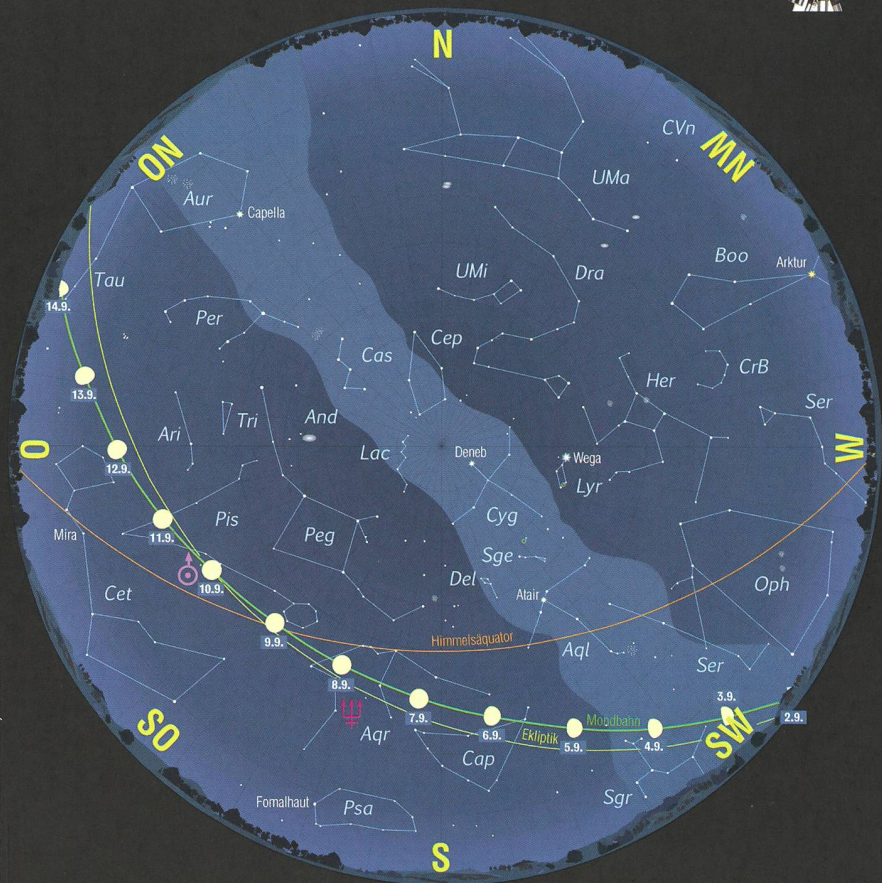 N
CVn
NW
NO
UMa
Aur
Capella
Boo
Arktur
UMi
Dra
Tau
14.9.
Per
Cep
Cas
CrB
Her
13.9.
Ser
Tri
And
Ari
O
W
Lac
Deneb
Wega
12.9.
Lyr
Pis
Cyg
Mira
11.9.
Peg
Sge
Del
Oph
10.9.
Cet
Atair
9.9.
Himmelsäquator
Aql
Ser
8.9.
3.9.
7.9.
Mondbahn
2.9.
SO
Aqr
6.9.
Ekliptik
5.9.
4.9.
SW
Cap
Sgr
Fomalhaut
Psa
S